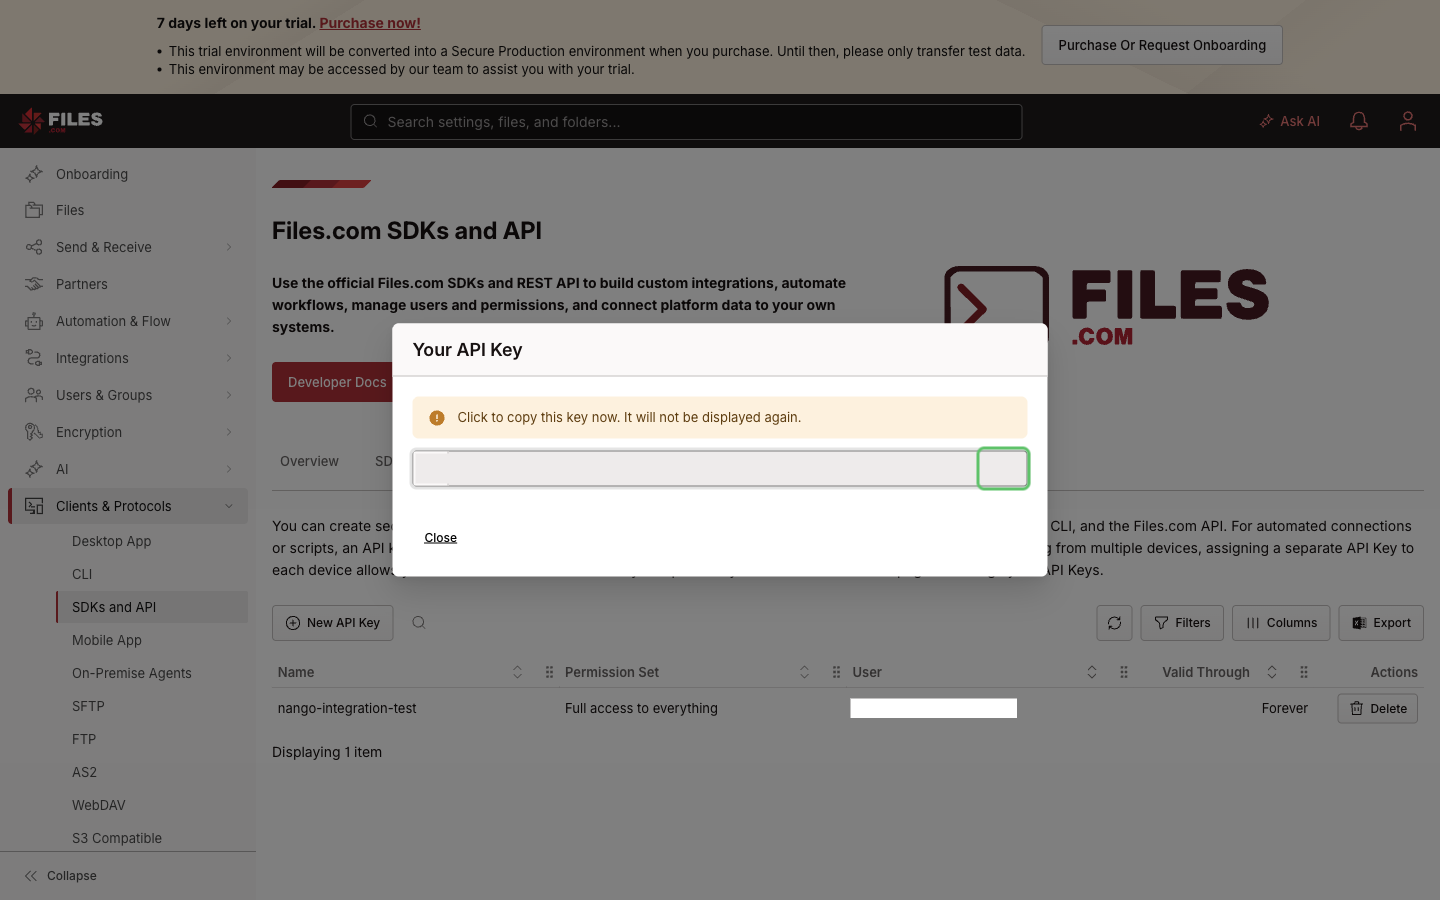 7 days left on your trial. Purchase now!
• This trial environment will be converted into a Secure Production environment when you purchase. Until then, please only transfer test data.
• This environment may be accessed by our team to assist you with your trial.
Purchase Or Request Onboarding
FILES
.COM
Search settings, files, and folders...
Ask AI
Onboarding
Files
Send & Receive
Partners
Automation & Flow
Integrations
Users & Groups
Encryption
AI
Clients & Protocols
Desktop App
CLI
SDKs and API
Mobile App
On-Premise Agents
SFTP
FTP
AS2
WebDAV
S3 Compatible
Collapse
Files.com SDKs and API
Use the official Files.com SDKs and REST API to build custom integrations, automate
workflows, manage users and permissions, and connect platform data to your own
systems.
Developer Docs
FILES
.COM
Overview
SD
You can create se CLI, and the Files.com API. For automated connections
or scripts, an API from multiple devices, assigning a separate API Key to
each device allow API Keys.
Your API Key
Click to copy this key now. It will not be displayed again.
Close
New API Key
Filters
Columns
Export
Name
Permission Set
User
Valid Through
Actions
nango-integration-test
Full access to everything
Forever
Delete
Displaying 1 item